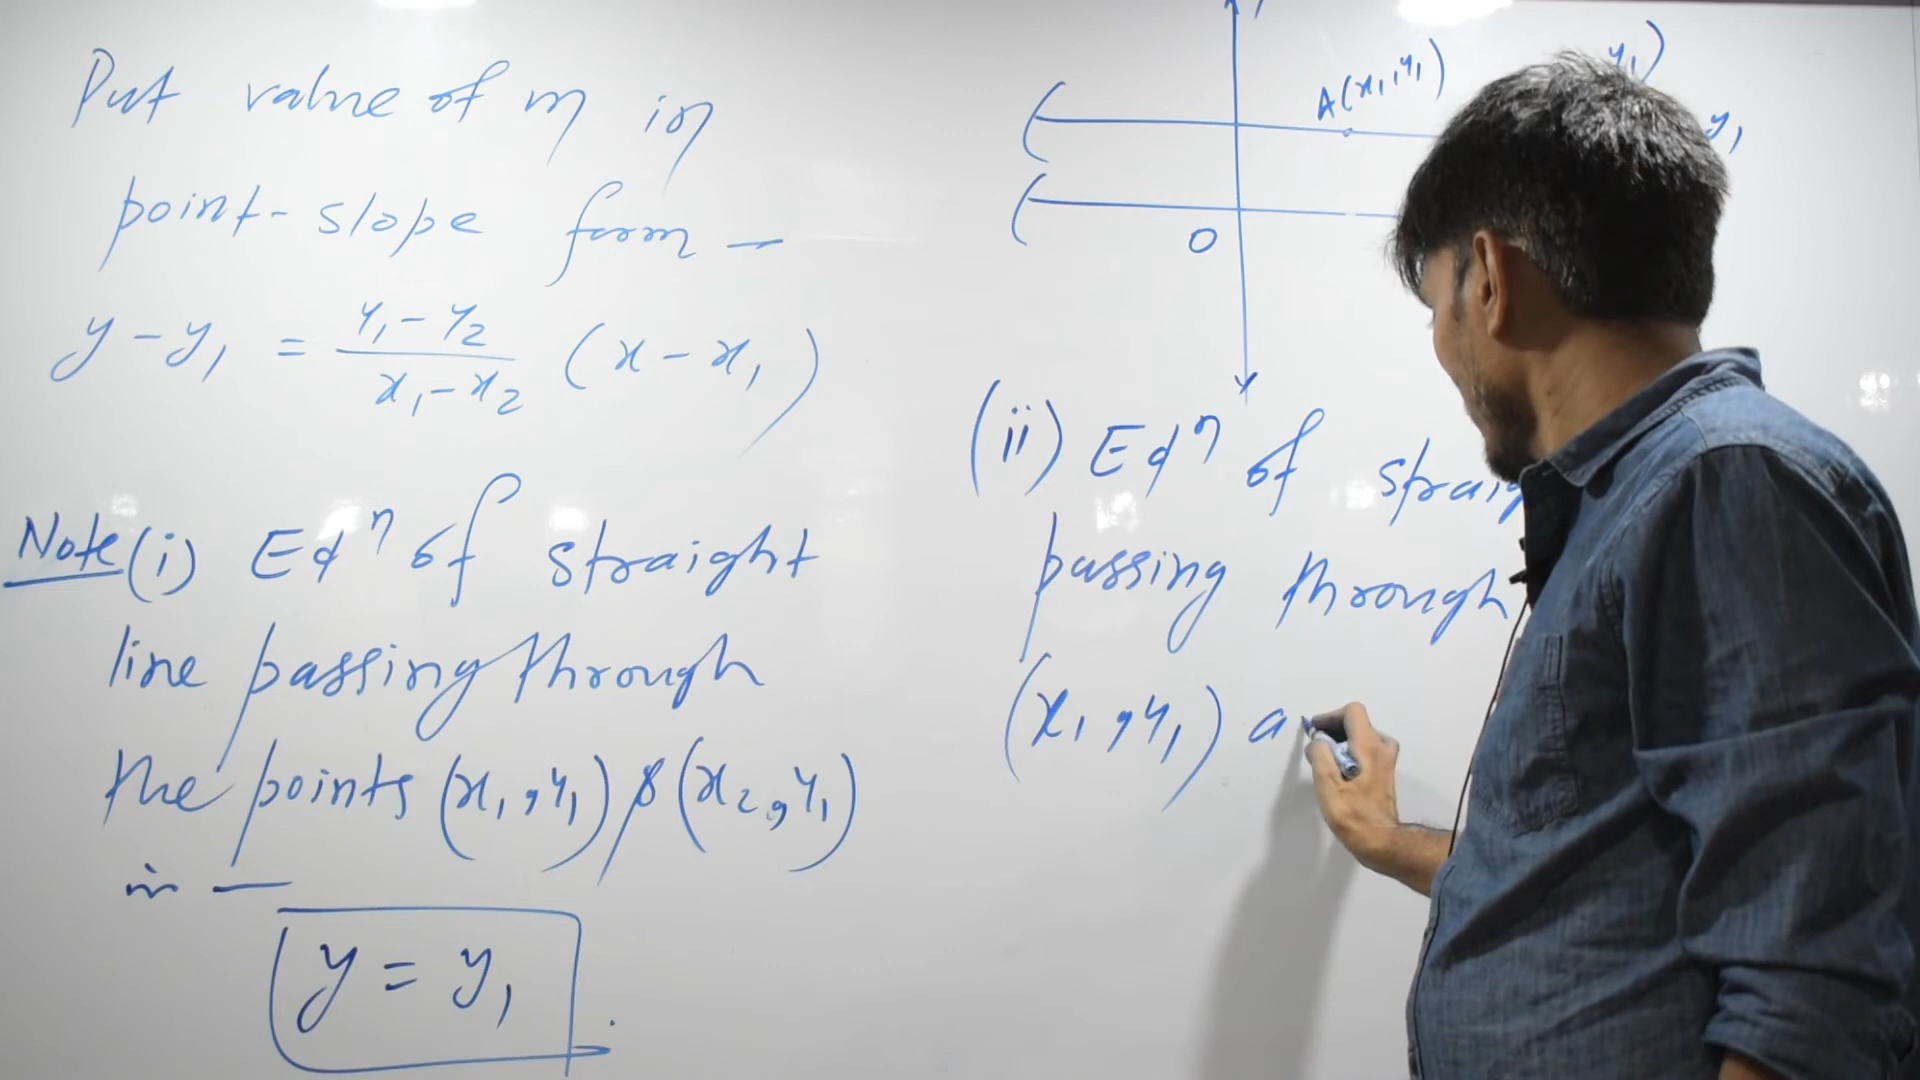 Put value of m in
point-slope form —
y - y₁ = y₁ - y₂ / x₁ - x₂ (x - x₁)
Note (i) Eqⁿ of straight
line passing through
the points (x₁, y₁) & (x₂, y₁)
is —
y = y₁
A(x₁, y₁)
y₁)
y₁
O
(ii) Eqⁿ of straig
passing through
(x₁, y₁) a